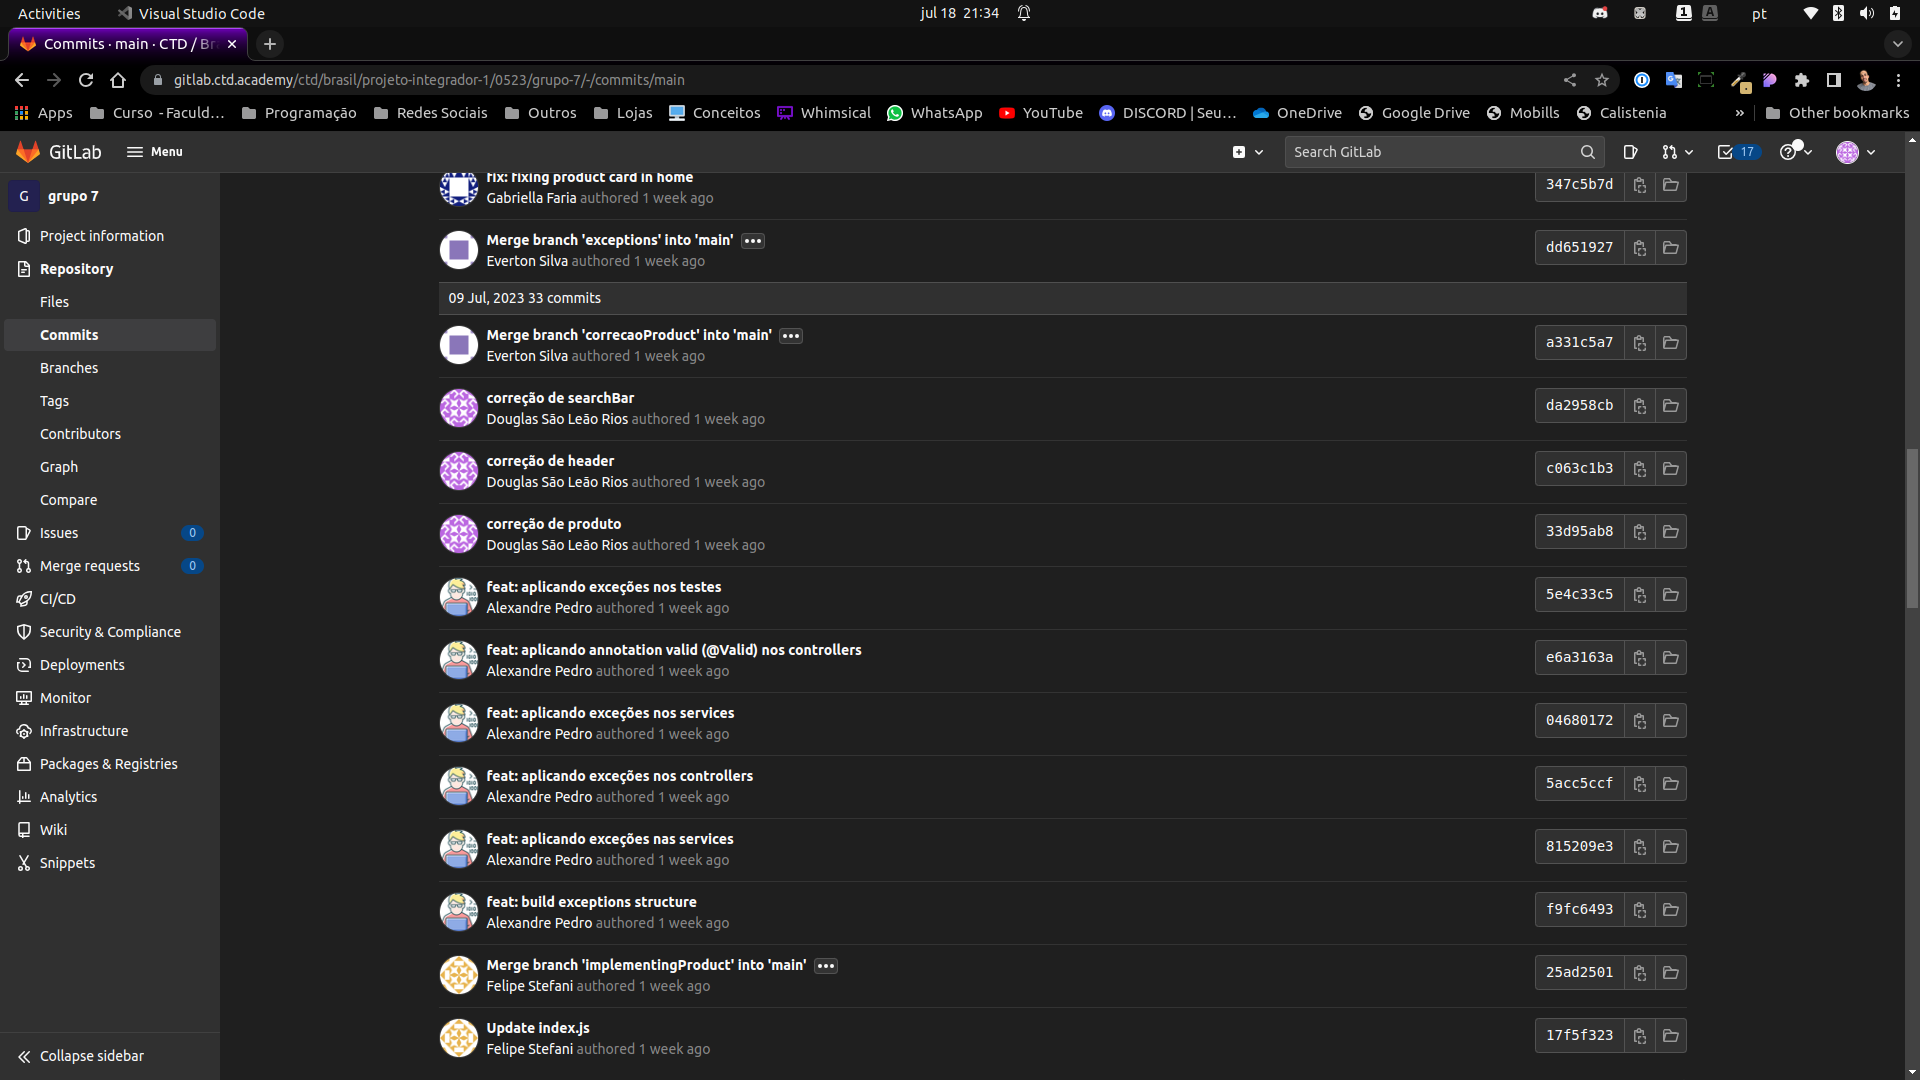 Activities
Visual Studio Code
jul 18 21:34
1
A
pt
Commits · main · CTD / Br
gitlab.ctd.academy/ctd/brasil/projeto-integrador-1/0523/grupo-7/-/commits/main
Apps
Curso - Faculd...
Programação
Redes Sociais
Outros
Lojas
Conceitos
Whimsical
WhatsApp
YouTube
DISCORD | Seu...
OneDrive
Google Drive
Mobills
Calistenia
»
Other bookmarks
GitLab
Menu
Search GitLab
17
G
grupo 7
Project information
Repository
Files
Commits
Branches
Tags
Contributors
Graph
Compare
Issues
0
Merge requests
0
CI/CD
Security & Compliance
Deployments
Monitor
Infrastructure
Packages & Registries
Analytics
Wiki
Snippets
Collapse sidebar
fix: fixing product card in home
Gabriella Faria authored 1 week ago
347c5b7d
Merge branch 'exceptions' into 'main'
Everton Silva authored 1 week ago
dd651927
09 Jul, 2023 33 commits
Merge branch 'correcaoProduct' into 'main'
Everton Silva authored 1 week ago
a331c5a7
correção de searchBar
Douglas São Leão Rios authored 1 week ago
da2958cb
correção de header
Douglas São Leão Rios authored 1 week ago
c063c1b3
correção de produto
Douglas São Leão Rios authored 1 week ago
33d95ab8
feat: aplicando exceções nos testes
Alexandre Pedro authored 1 week ago
5e4c33c5
feat: aplicando annotation valid (@Valid) nos controllers
Alexandre Pedro authored 1 week ago
e6a3163a
feat: aplicando exceções nos services
Alexandre Pedro authored 1 week ago
04680172
feat: aplicando exceções nos controllers
Alexandre Pedro authored 1 week ago
5acc5ccf
feat: aplicando exceções nas services
Alexandre Pedro authored 1 week ago
815209e3
feat: build exceptions structure
Alexandre Pedro authored 1 week ago
f9fc6493
Merge branch 'implementingProduct' into 'main'
Felipe Stefani authored 1 week ago
25ad2501
Update index.js
Felipe Stefani authored 1 week ago
17f5f323